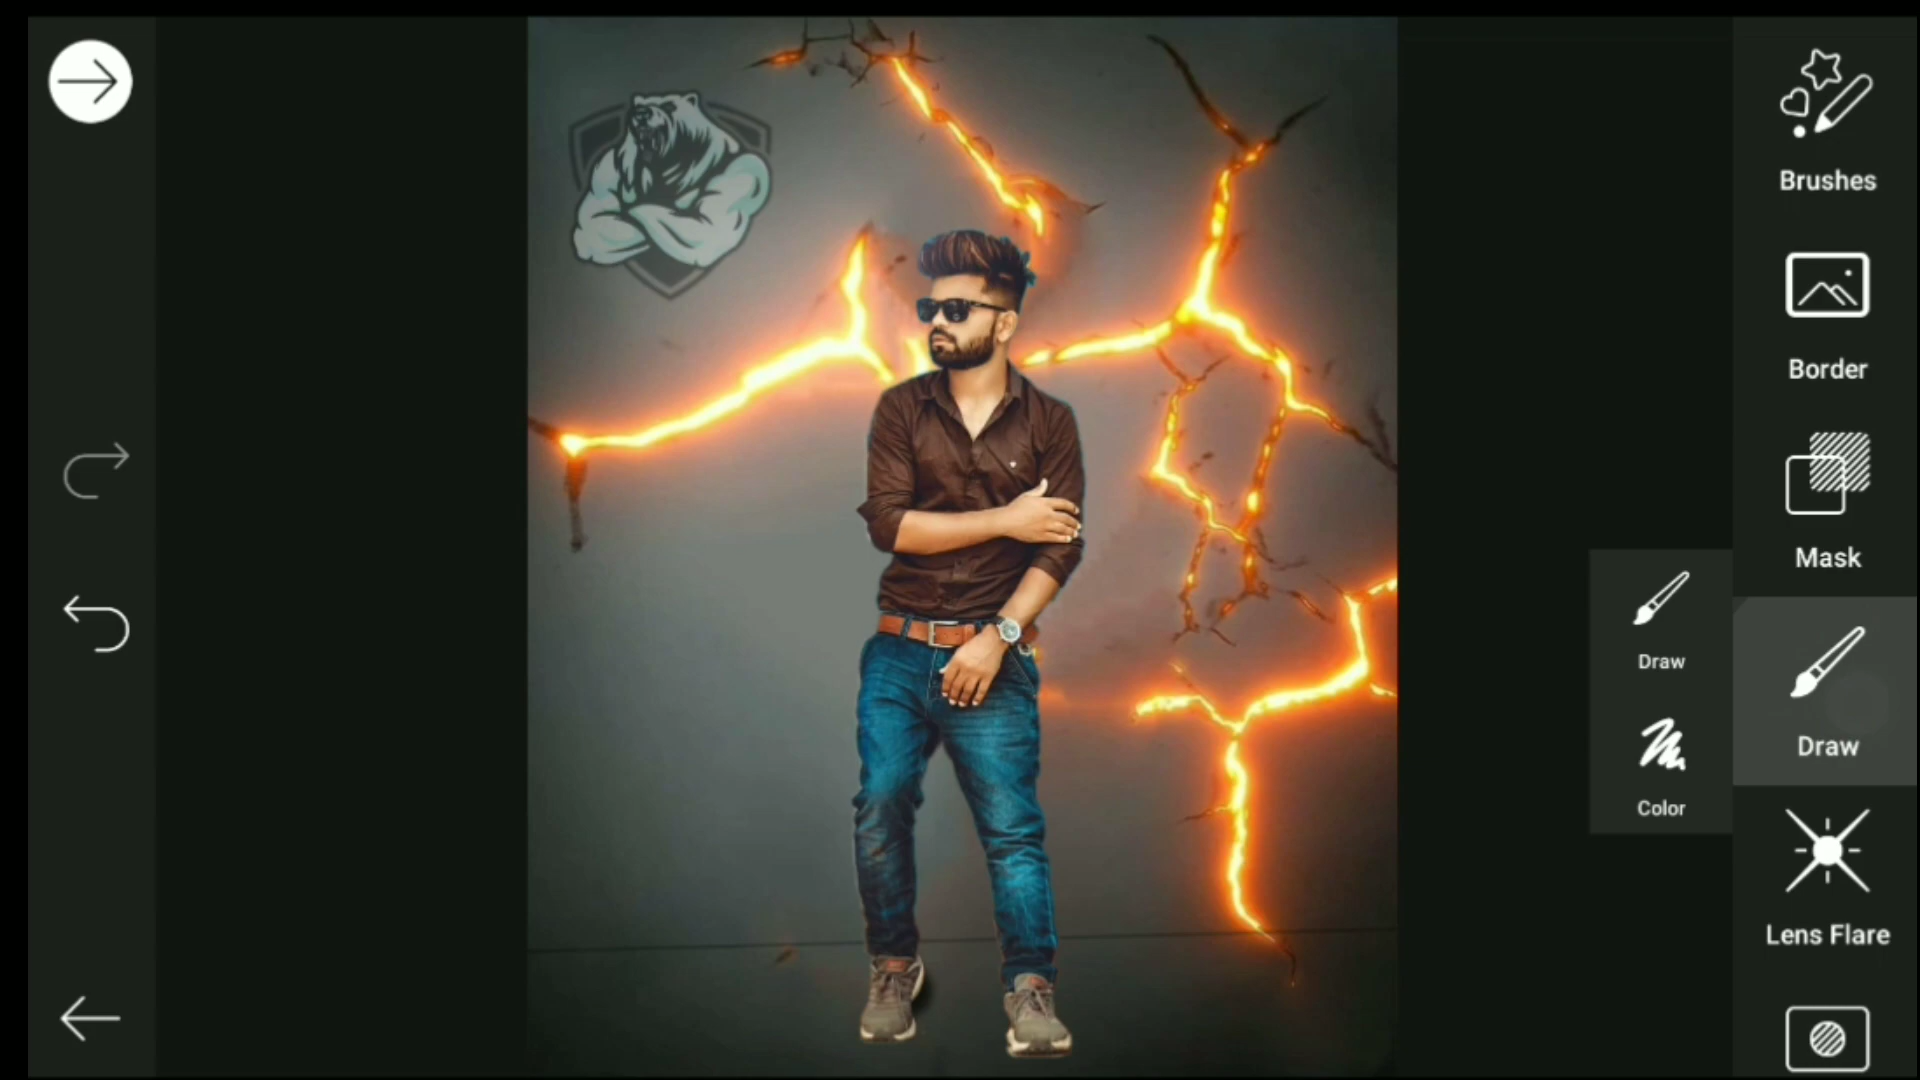 Brushes
Border
Mask
Draw
Draw
Color
Lens Flare